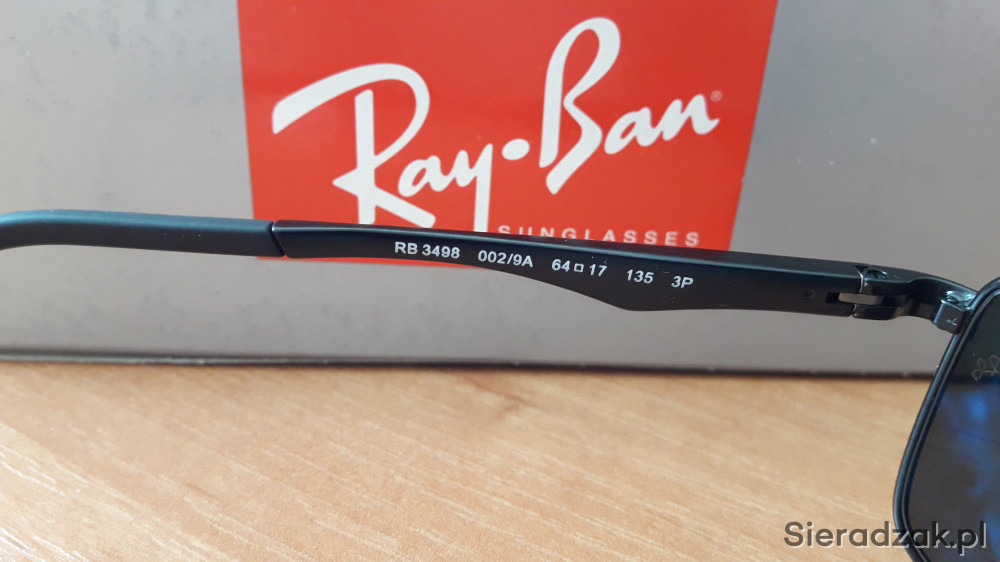 Ray-Ban®
SUNGLASSES
RB 3498 002/9A 64□17 135 3P
Sieradzak.pl